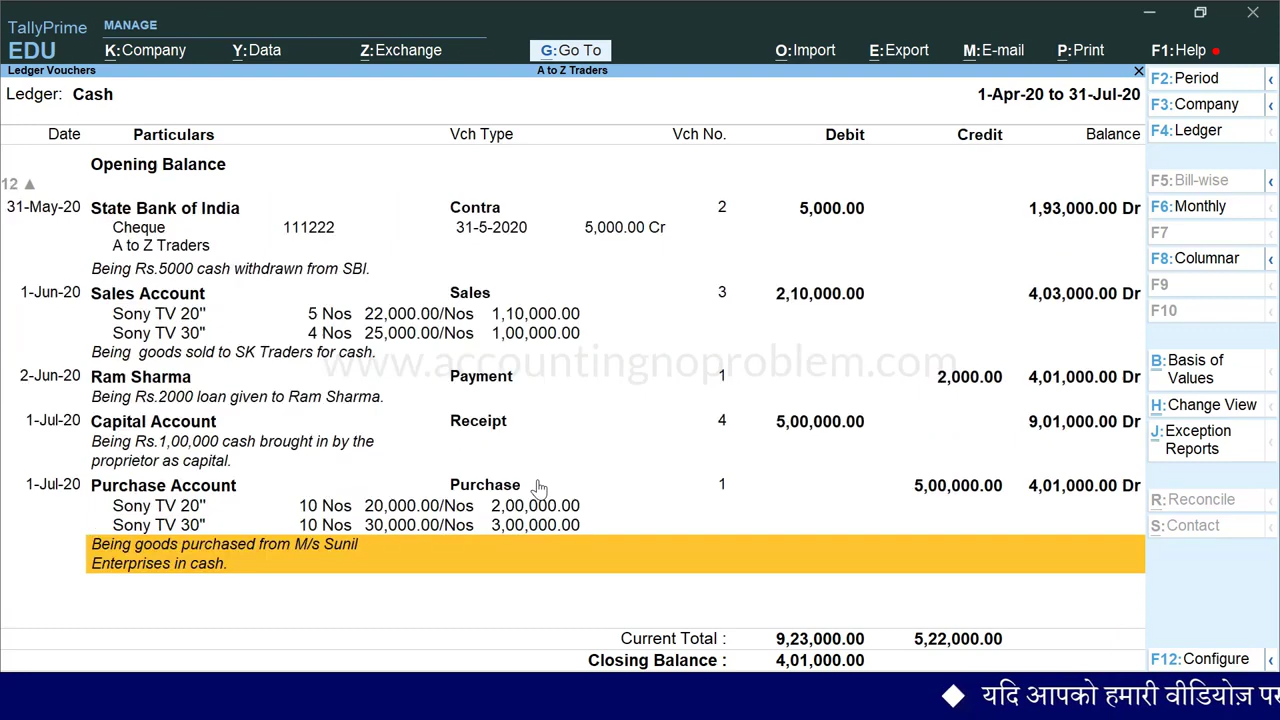 TallyPrime
EDU
MANAGE
K:Company Y:Data Z:Exchange G:Go To O:Import E:Export M:E-mail P:Print F1:Help
Ledger Vouchers A to Z Traders
Ledger: Cash 1-Apr-20 to 31-Jul-20
Date Particulars Vch Type Vch No. Debit Credit Balance
Opening Balance
12 ▲
31-May-20 State Bank of India Contra 2 5,000.00 1,93,000.00 Dr
Cheque 111222 31-5-2020 5,000.00 Cr
A to Z Traders
Being Rs.5000 cash withdrawn from SBI.
1-Jun-20 Sales Account Sales 3 2,10,000.00 4,03,000.00 Dr
Sony TV 20" 5 Nos 22,000.00/Nos 1,10,000.00
Sony TV 30" 4 Nos 25,000.00/Nos 1,00,000.00
Being goods sold to SK Traders for cash.
www.accountingnoproblem.com
2-Jun-20 Ram Sharma Payment 1 2,000.00 4,01,000.00 Dr
Being Rs.2000 loan given to Ram Sharma.
1-Jul-20 Capital Account Receipt 4 5,00,000.00 9,01,000.00 Dr
Being Rs.1,00,000 cash brought in by the
proprietor as capital.
1-Jul-20 Purchase Account Purchase 1 5,00,000.00 4,01,000.00 Dr
Sony TV 20" 10 Nos 20,000.00/Nos 2,00,000.00
Sony TV 30" 10 Nos 30,000.00/Nos 3,00,000.00
Being goods purchased from M/s Sunil
Enterprises in cash.
Current Total : 9,23,000.00 5,22,000.00
Closing Balance : 4,01,000.00
F2:Period
F3:Company
F4:Ledger
F5:Bill-wise
F6:Monthly
F7
F8:Columnar
F9
F10
B:Basis of
Values
H:Change View
J:Exception
Reports
R:Reconcile
S:Contact
F12:Configure
◆ यदि आपको हमारी वीडियोज़